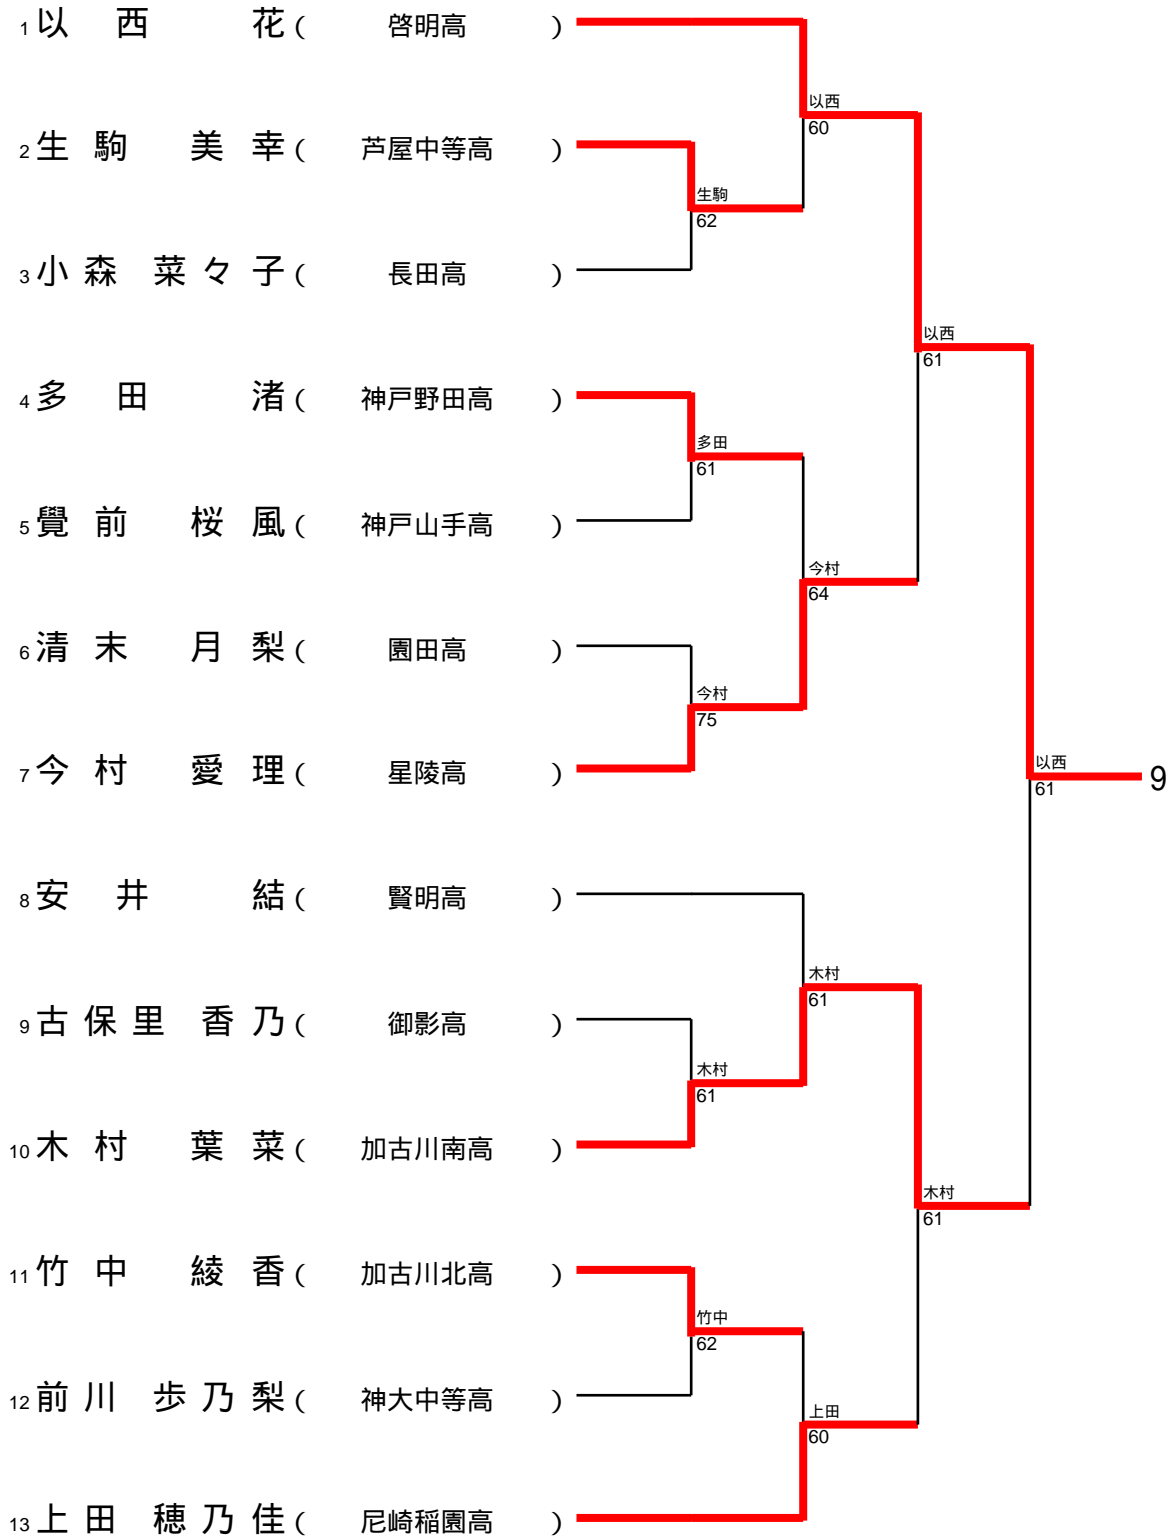 1 以西 花 ( 啓明高 )
以西
60
2 生駒 美幸 ( 芦屋中等高 )
生駒
62
3 小森 菜々子 ( 長田高 )
以西
61
4 多田 渚 ( 神戸野田高 )
多田
61
5 覺前 桜風 ( 神戸山手高 )
今村
64
6 清末 月梨 ( 園田高 )
今村
75
7 今村 愛理 ( 星陵高 )
以西
61
9
8 安井 結 ( 賢明高 )
木村
61
9 古保里 香乃 ( 御影高 )
木村
61
10 木村 葉菜 ( 加古川南高 )
木村
61
11 竹中 綾香 ( 加古川北高 )
竹中
62
12 前川 歩乃梨 ( 神大中等高 )
上田
60
13 上田 穂乃佳 ( 尼崎稲園高 )